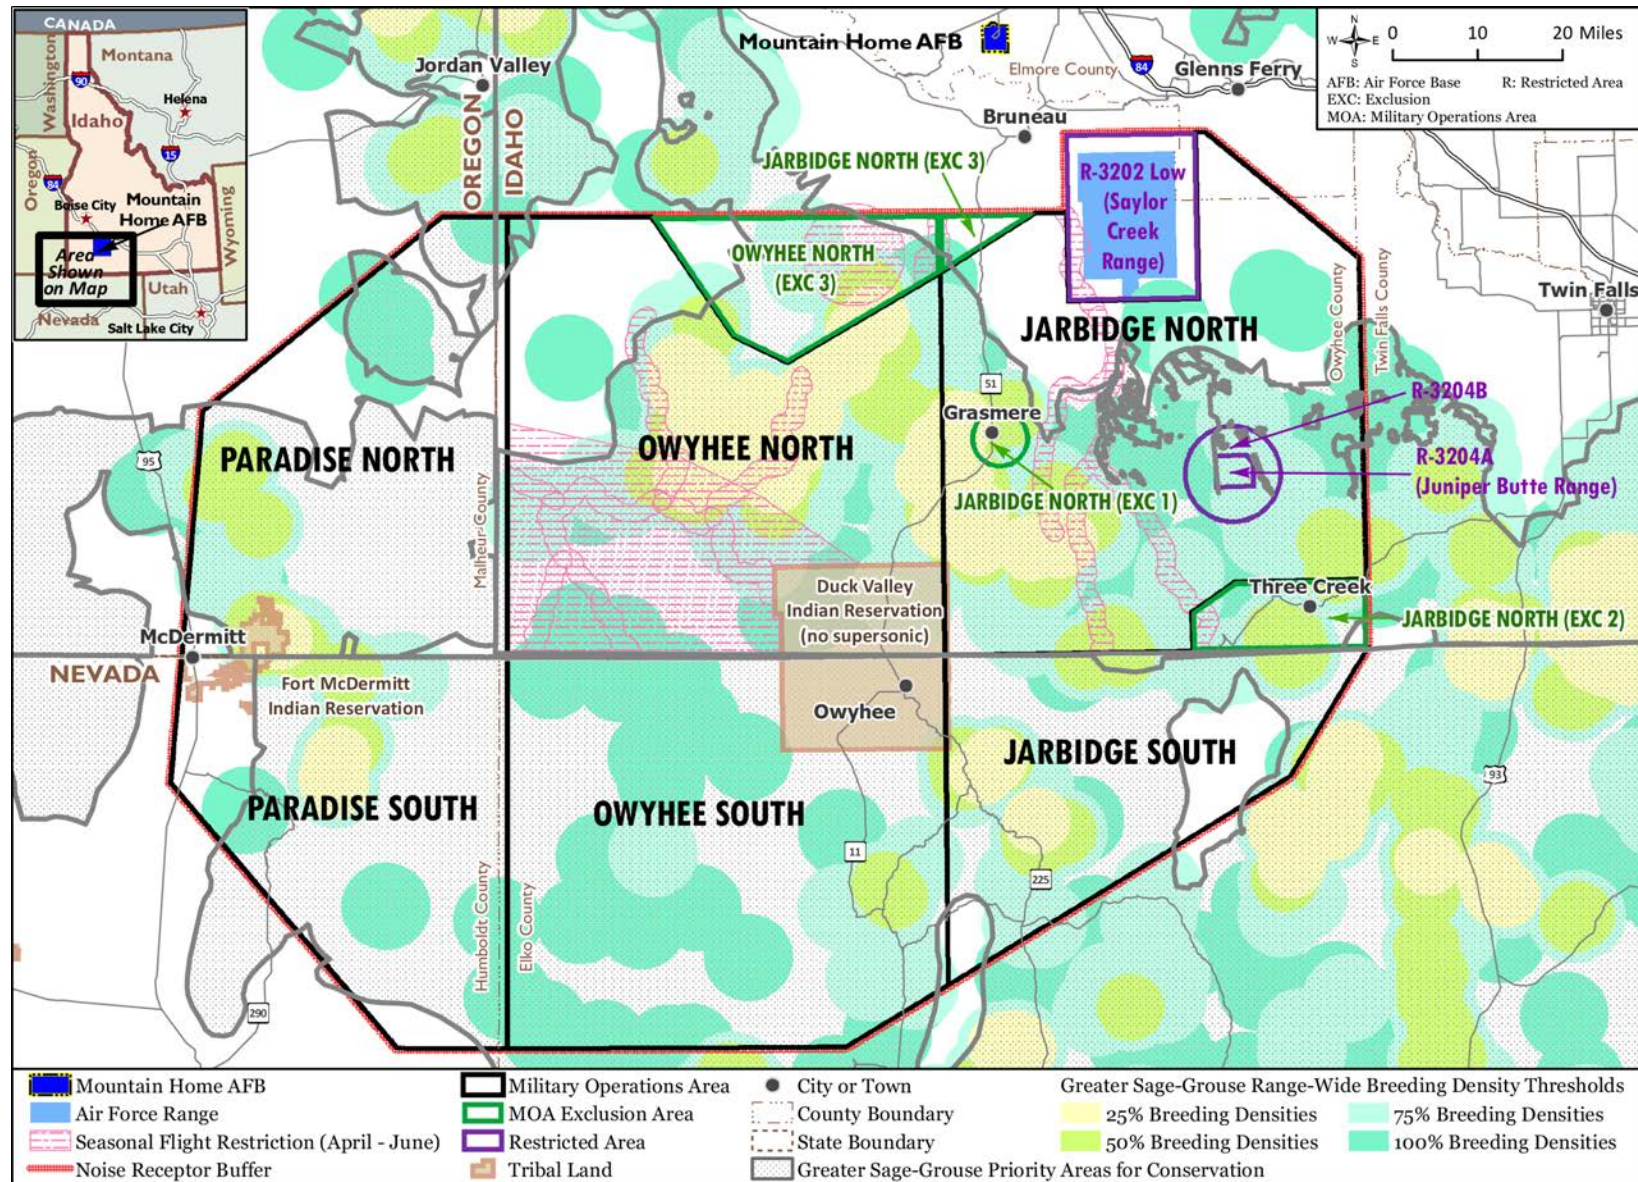 CANADA
Washington
Montana
90
Helena
Idaho
15
Oregon
84
Boise City
Mountain
Home AFB
Wyoming
Area
Shown
on Map
Utah
Nevada
Salt Lake City
Jordan Valley
OREGON
IDAHO
Mountain Home AFB
Elmore County
84
Glenns Ferry
Bruneau
N
W
E
S
0
10
20 Miles
AFB: Air Force Base
R: Restricted Area
EXC: Exclusion
MOA: Military Operations Area
JARBIDGE NORTH (EXC 3)
R-3202 Low
(Saylor
Creek
Range)
OWYHEE NORTH
(EXC 3)
JARBIDGE NORTH
Owyhee County
Twin Falls County
Twin Falls
51
Grasmere
R-3204B
R-3204A
(Juniper Butte Range)
PARADISE NORTH
95
OWYHEE NORTH
JARBIDGE NORTH (EXC 1)
Malheur County
Duck Valley
Indian Reservation
(no supersonic)
Three Creek
JARBIDGE NORTH (EXC 2)
McDermitt
NEVADA
Fort McDermitt
Indian Reservation
Owyhee
JARBIDGE SOUTH
93
PARADISE SOUTH
OWYHEE SOUTH
11
225
Humboldt County
Elko County
290
Mountain Home AFB
Air Force Range
Seasonal Flight Restriction (April - June)
Noise Receptor Buffer
Military Operations Area
MOA Exclusion Area
Restricted Area
Tribal Land
City or Town
County Boundary
State Boundary
Greater Sage-Grouse Priority Areas for Conservation
Greater Sage-Grouse Range-Wide Breeding Density Thresholds
25% Breeding Densities
75% Breeding Densities
50% Breeding Densities
100% Breeding Densities